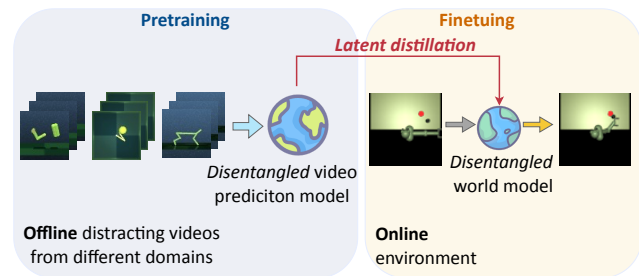 Pretraining
Finetuing
Latent distillation
Disentangled video
prediciton model
Disentangled
world model
Offline distracting videos
from different domains
Online
environment